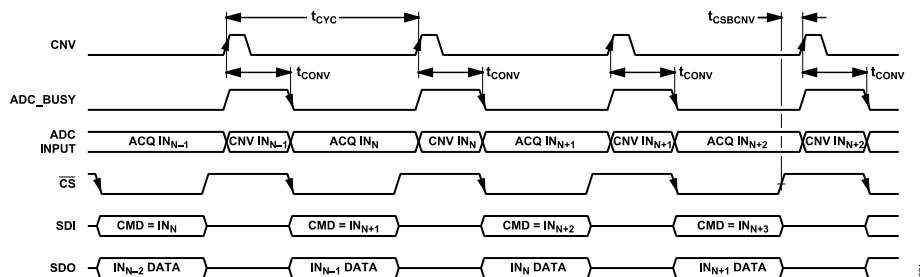 tCYC tCSBCNV
CNV
tCONV tCONV tCONV tCONV
ADC_BUSY
ADC INPUT ACQ INN–1 CNV INN–1 ACQ INN CNV INN ACQ INN+1 CNV INN+1 ACQ INN+2 CNV INN+2
CS
SDI CMD = INN CMD = INN+1 CMD = INN+2 CMD = INN+3
SDO INN–2 DATA INN–1 DATA INN DATA INN+1 DATA